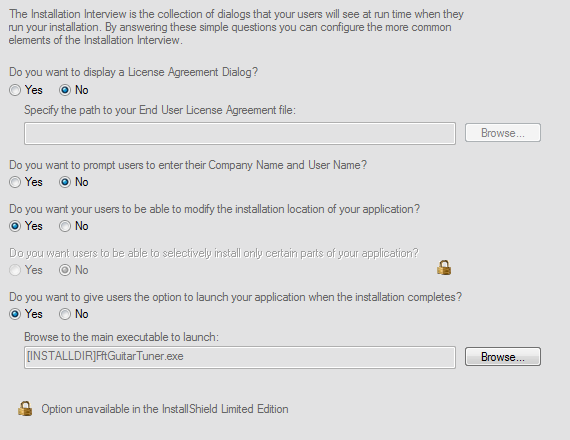 The Installation Interview is the collection of dialogs that your users will see at run time when they
run your installation. By answering these simple questions you can configure the more common
elements of the Installation Interview.
Do you want to display a License Agreement Dialog?
Yes No
Specify the path to your End User License Agreement file:
Browse...
Do you want to prompt users to enter their Company Name and User Name?
Yes No
Do you want your users to be able to modify the installation location of your application?
Yes No
Do you want users to be able to selectively install only certain parts of your application?
Yes No
Do you want to give users the option to launch your application when the installation completes?
Yes No
Browse to the main executable to launch:
[INSTALLDIR]FftGuitarTuner.exe Browse...
Option unavailable in the InstallShield Limited Edition